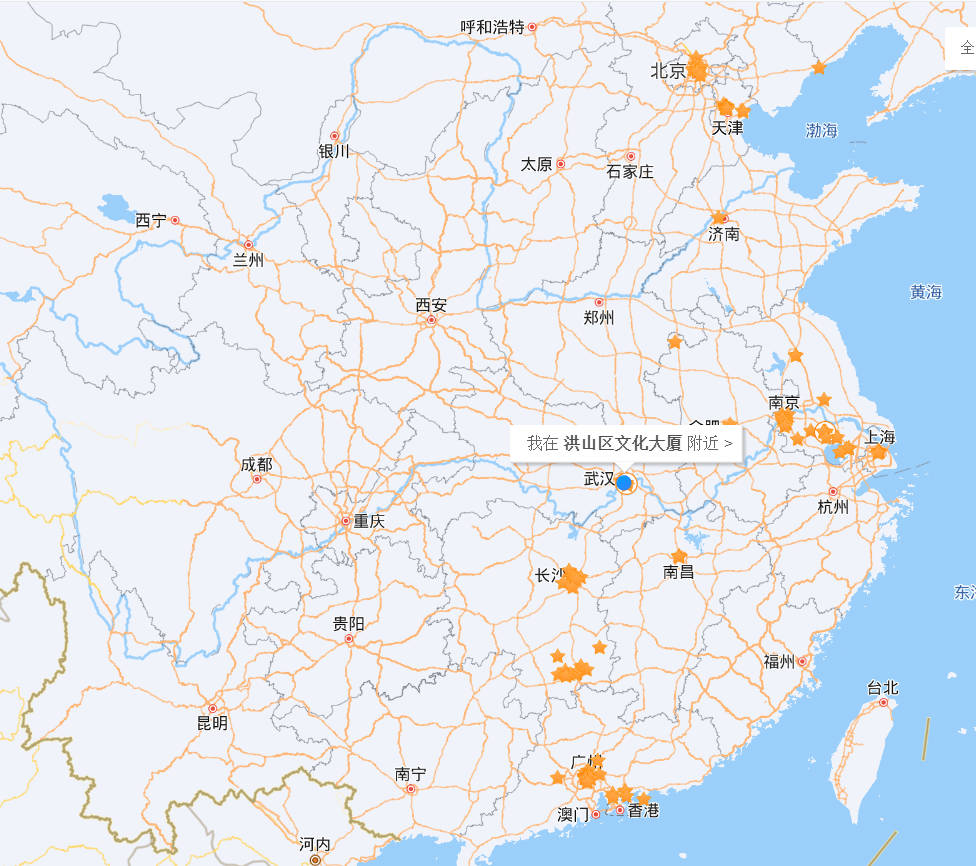 呼和浩特
全
北京
天津
渤海
银川
太原
石家庄
西宁
济南
兰州
黄海
西安
郑州
南京
合肥
上海
我在 洪山区文化大厦 附近 >
成都
武汉
杭州
重庆
长沙
南昌
东海
贵阳
福州
台北
昆明
广州
南宁
澳门
香港
河内